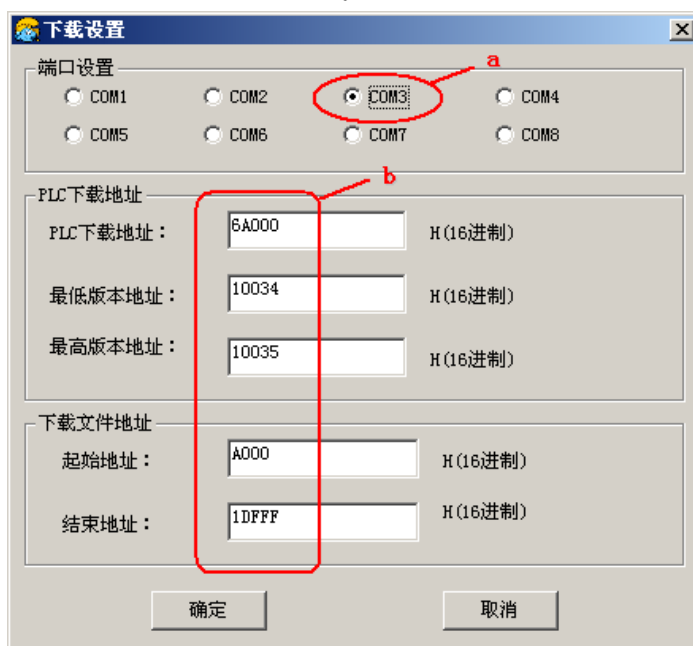 下载设置
端口设置
a
COM1 COM2 COM3 COM4
COM5 COM6 COM7 COM8
b
PLC下载地址
PLC下载地址： 6A000 H(16进制)
最低版本地址： 10034 H(16进制)
最高版本地址： 10035 H(16进制)
下载文件地址
起始地址： A000 H(16进制)
结束地址： 1DFFF H(16进制)
确定 取消